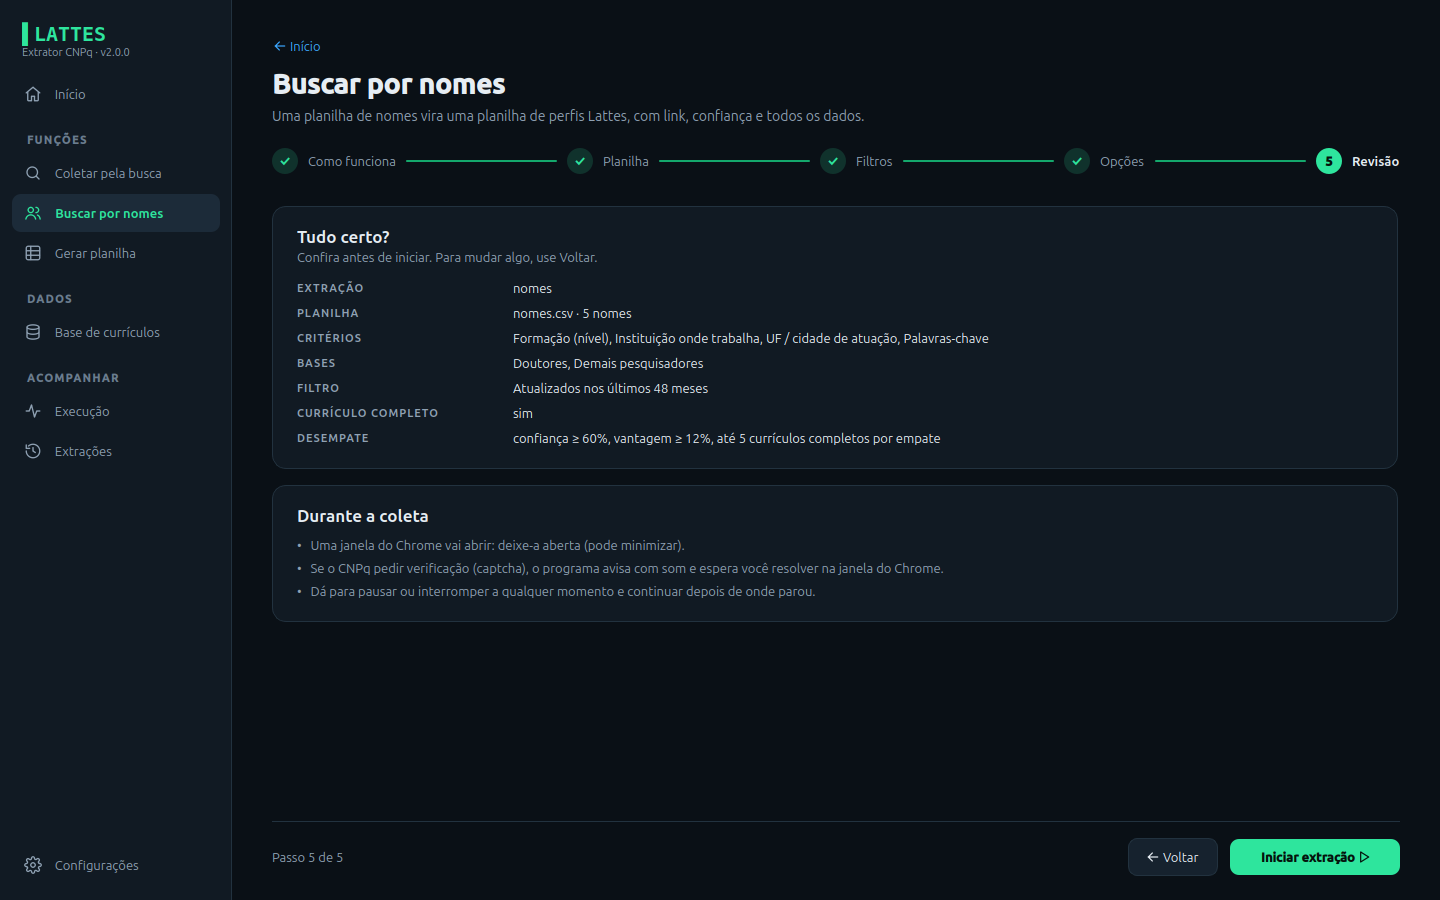 LATTES
Extrator CNPq · v2.0.0
Início
FUNÇÕES
Coletar pela busca
Buscar por nomes
Gerar planilha
DADOS
Base de currículos
ACOMPANHAR
Execução
Extrações
Configurações
← Início
Buscar por nomes
Uma planilha de nomes vira uma planilha de perfis Lattes, com link, confiança e todos os dados.
Como funciona Planilha Filtros Opções 5 Revisão
Tudo certo?
Confira antes de iniciar. Para mudar algo, use Voltar.
EXTRAÇÃO nomes
PLANILHA nomes.csv · 5 nomes
CRITÉRIOS Formação (nível), Instituição onde trabalha, UF / cidade de atuação, Palavras-chave
BASES Doutores, Demais pesquisadores
FILTRO Atualizados nos últimos 48 meses
CURRÍCULO COMPLETO sim
DESEMPATE confiança ≥ 60%, vantagem ≥ 12%, até 5 currículos completos por empate
Durante a coleta
• Uma janela do Chrome vai abrir: deixe-a aberta (pode minimizar).
• Se o CNPq pedir verificação (captcha), o programa avisa com som e espera você resolver na janela do Chrome.
• Dá para pausar ou interromper a qualquer momento e continuar depois de onde parou.
Passo 5 de 5
← Voltar
Iniciar extração ▷